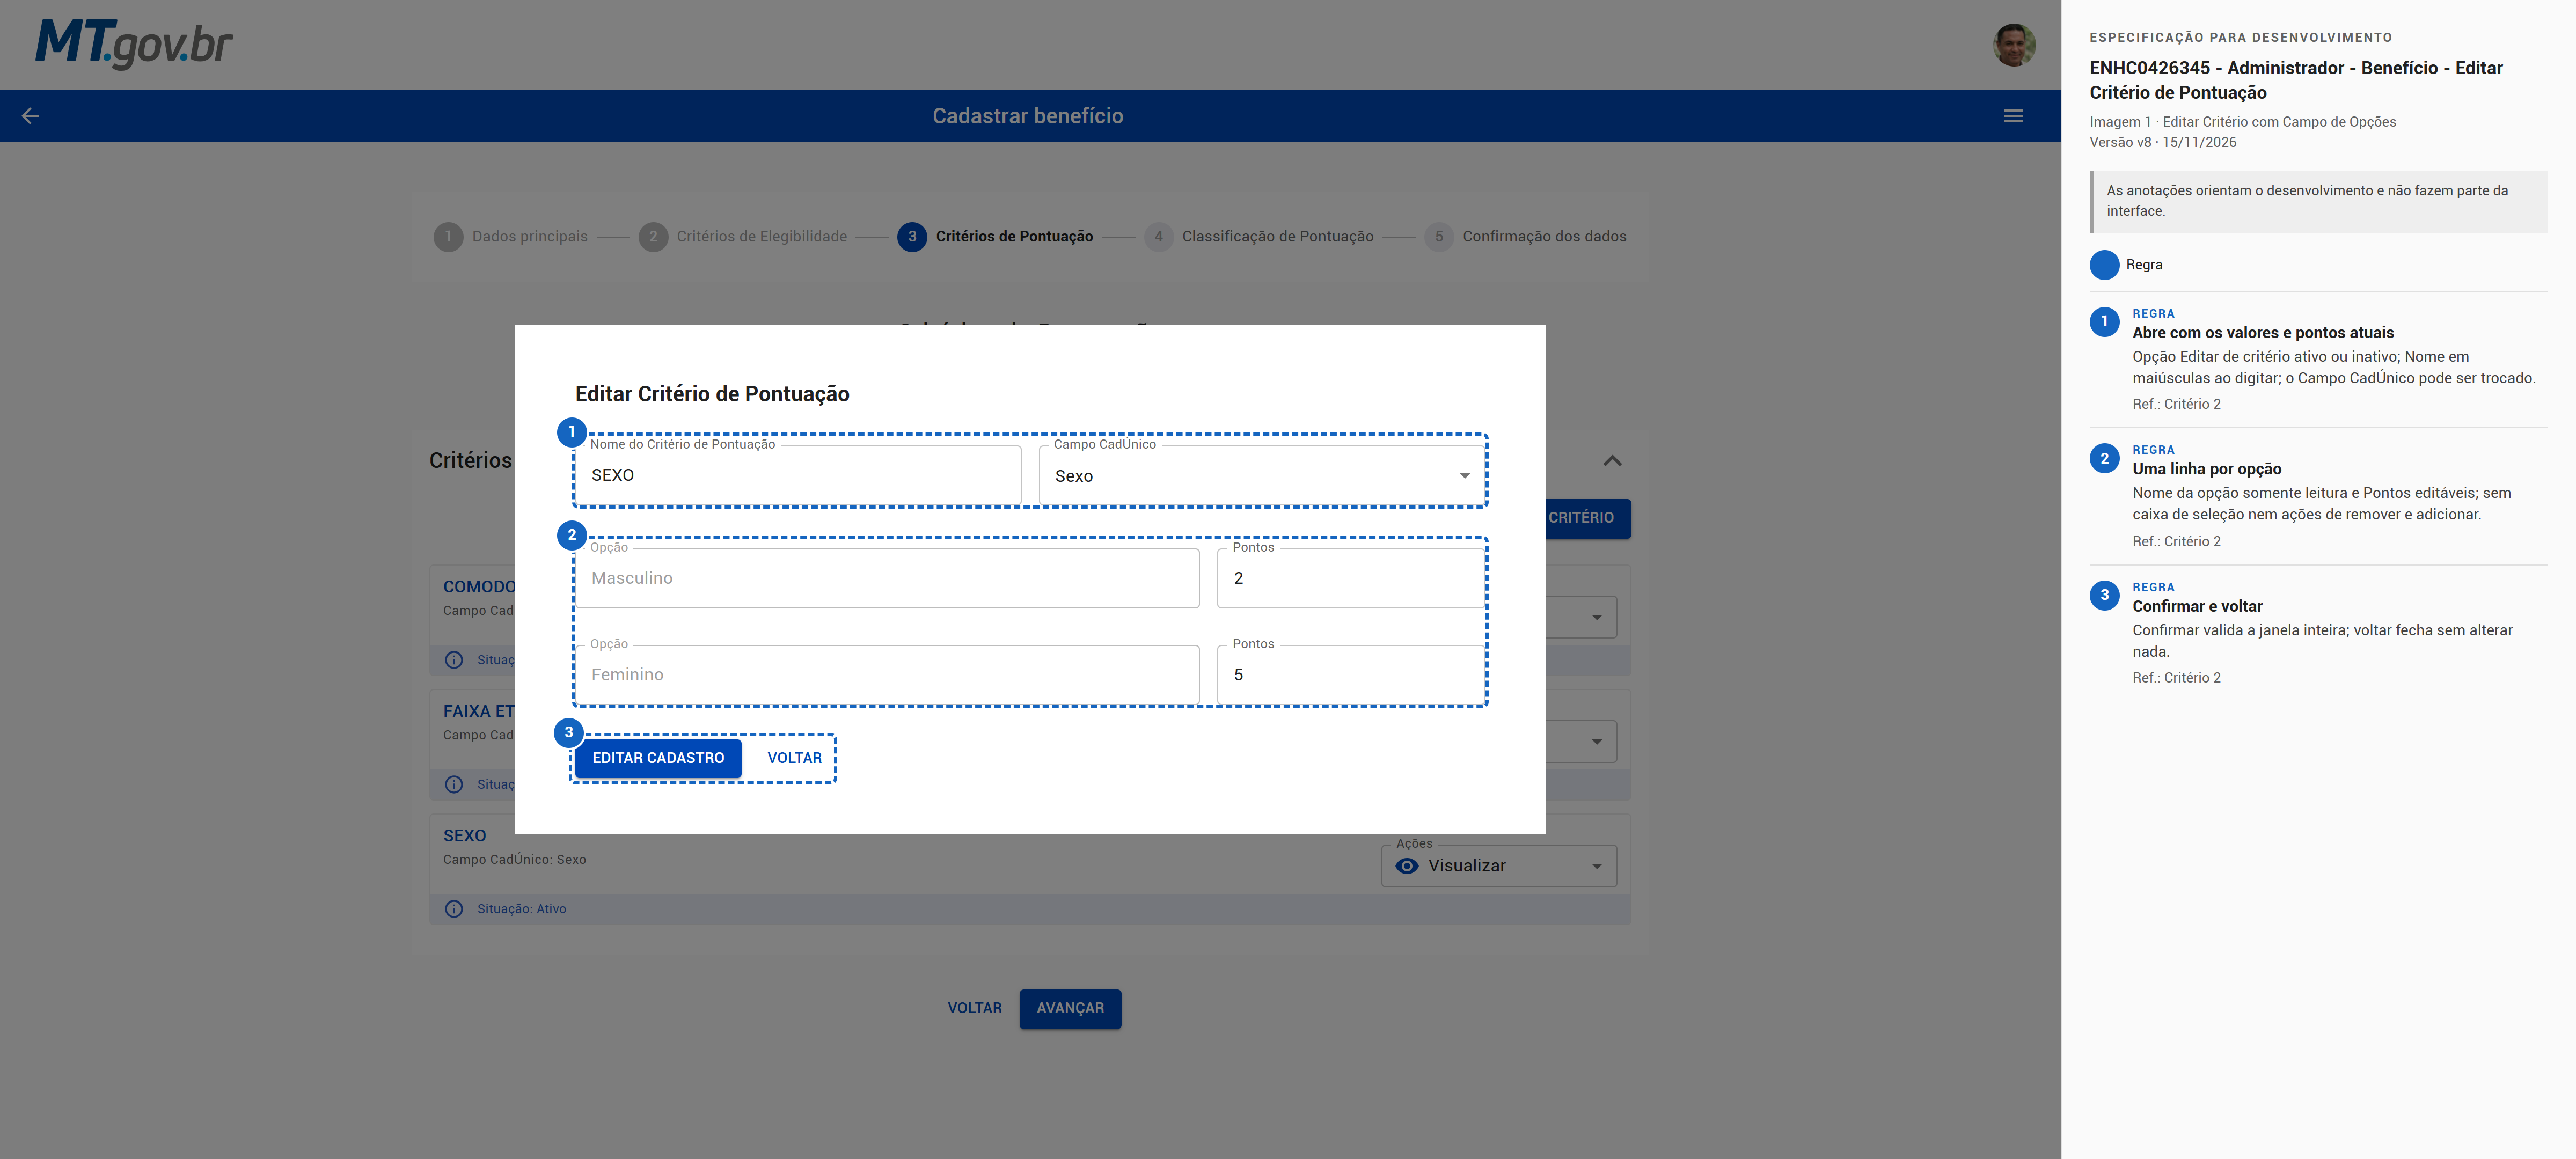 MT.gov.br
Cadastrar benefício
1 Dados principais
2 Critérios de Elegibilidade
3 Critérios de Pontuação
4 Classificação de Pontuação
5 Confirmação dos dados
Editar Critério de Pontuação
1
Nome do Critério de Pontuação
SEXO
Campo CadÚnico
Sexo
2
Opção
Masculino
Pontos
2
Opção
Feminino
Pontos
5
3
EDITAR CADASTRO
VOLTAR
Critérios
CRITÉRIO
COMODO
Campo Cad
Situaç
FAIXA ET
Campo Cad
Situaç
SEXO
Campo CadÚnico: Sexo
Ações
Visualizar
Situação: Ativo
VOLTAR
AVANÇAR
ESPECIFICAÇÃO PARA DESENVOLVIMENTO
ENHC0426345 - Administrador - Benefício - Editar
Critério de Pontuação
Imagem 1 · Editar Critério com Campo de Opções
Versão v8 · 15/11/2026
As anotações orientam o desenvolvimento e não fazem parte da
interface.
Regra
1
REGRA
Abre com os valores e pontos atuais
Opção Editar de critério ativo ou inativo; Nome em
maiúsculas ao digitar; o Campo CadÚnico pode ser trocado.
Ref.: Critério 2
2
REGRA
Uma linha por opção
Nome da opção somente leitura e Pontos editáveis; sem
caixa de seleção nem ações de remover e adicionar.
Ref.: Critério 2
3
REGRA
Confirmar e voltar
Confirmar valida a janela inteira; voltar fecha sem alterar
nada.
Ref.: Critério 2